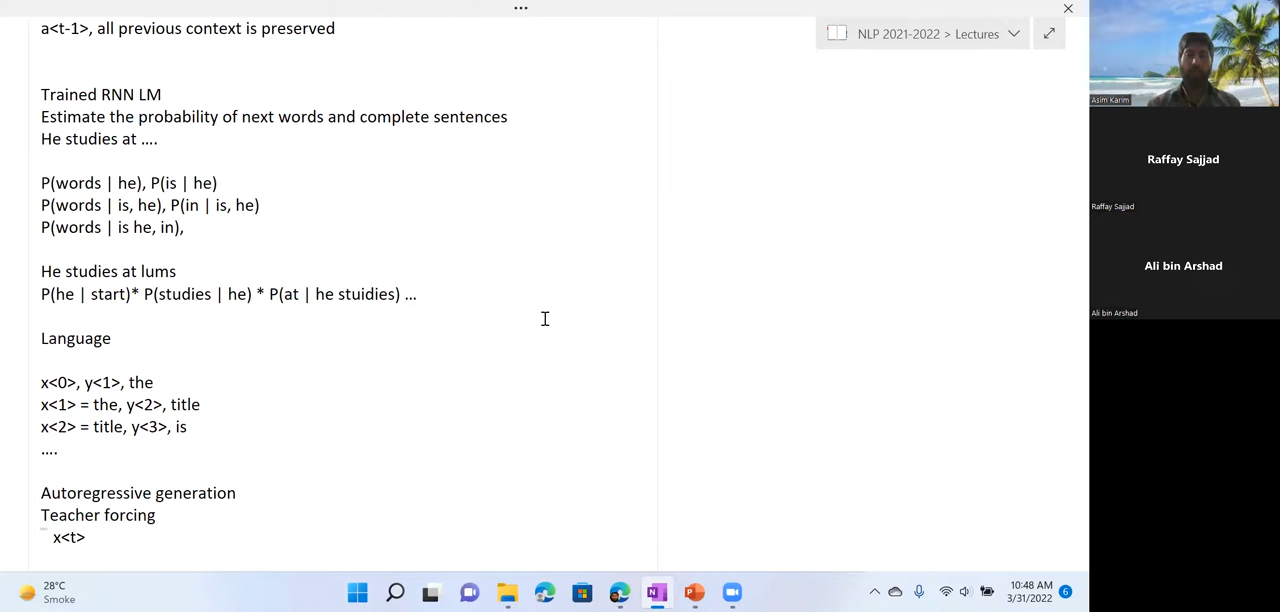 a<t-1>, all previous context is preserved
NLP 2021-2022 > Lectures
Trained RNN LM
Estimate the probability of next words and complete sentences
He studies at ....
P(words | he), P(is | he)
P(words | is, he), P(in | is, he)
P(words | is he, in),
He studies at lums
P(he | start)* P(studies | he) * P(at | he stuidies) ...
Language
x<0>, y<1>, the
x<1> = the, y<2>, title
x<2> = title, y<3>, is
....
Autoregressive generation
Teacher forcing
x<t>
Asim Karim
Raffay Sajjad
Raffay Sajjad
Ali bin Arshad
Ali bin Arshad
28°C
Smoke
10:48 AM
3/31/2022
6